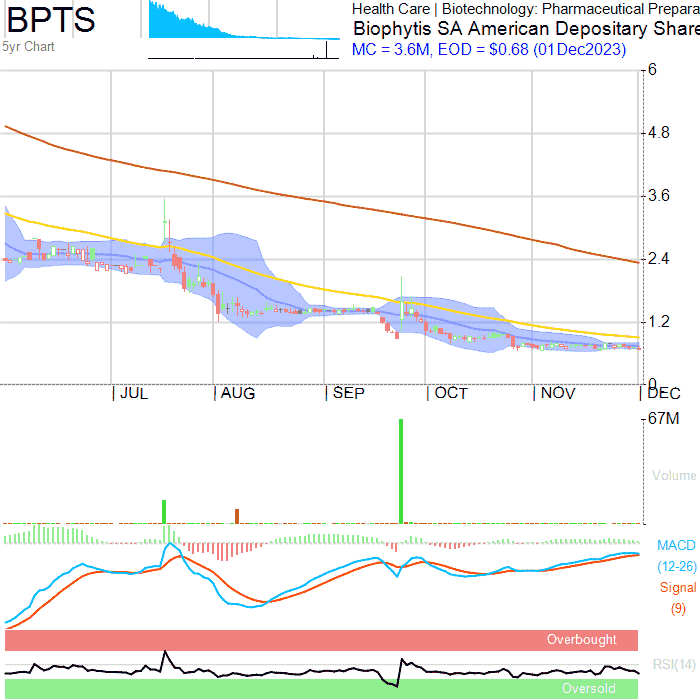 BPTS
5yr Chart
Health Care | Biotechnology: Pharmaceutical Prepara
Biophytis SA American Depositary Share
MC = 3.6M, EOD = $0.68 (01Dec2023)
6
4.8
3.6
2.4
1.2
0
JUL
AUG
SEP
OCT
NOV
DEC
67M
Volume
MACD
(12-26)
Signal
(9)
Overbought
RSI(14)
Oversold